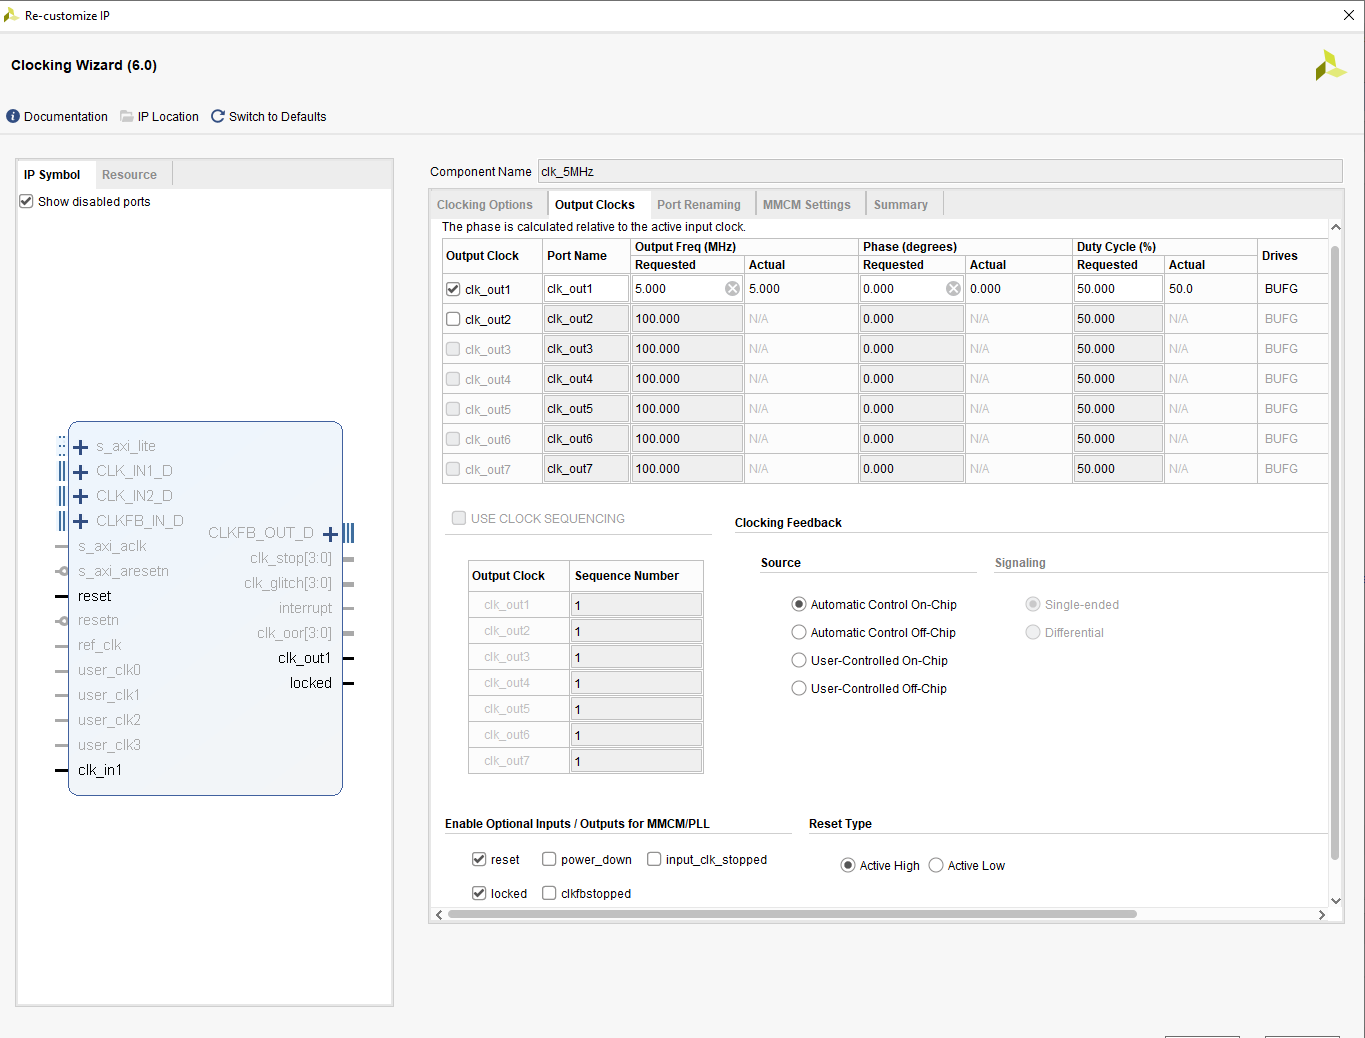 Re-customize IP
Clocking Wizard (6.0)
Documentation IP Location Switch to Defaults
IP Symbol Resource
Show disabled ports
s_axi_lite
CLK_IN1_D
CLK_IN2_D
CLKFB_IN_D
s_axi_aclk
s_axi_aresetn
reset
resetn
ref_clk
user_clk0
user_clk1
user_clk2
user_clk3
clk_in1
CLKFB_OUT_D
clk_stop[3:0]
clk_glitch[3:0]
interrupt
clk_oor[3:0]
clk_out1
locked
Component Name clk_5MHz
Clocking Options Output Clocks Port Renaming MMCM Settings Summary
The phase is calculated relative to the active input clock.
Output Clock Port Name Output Freq (MHz) Phase (degrees) Duty Cycle (%) Drives
Requested Actual Requested Actual Requested Actual
clk_out1 clk_out1 5.000 5.000 0.000 0.000 50.000 50.0 BUFG
clk_out2 clk_out2 100.000 N/A 0.000 N/A 50.000 N/A BUFG
clk_out3 clk_out3 100.000 N/A 0.000 N/A 50.000 N/A BUFG
clk_out4 clk_out4 100.000 N/A 0.000 N/A 50.000 N/A BUFG
clk_out5 clk_out5 100.000 N/A 0.000 N/A 50.000 N/A BUFG
clk_out6 clk_out6 100.000 N/A 0.000 N/A 50.000 N/A BUFG
clk_out7 clk_out7 100.000 N/A 0.000 N/A 50.000 N/A BUFG
USE CLOCK SEQUENCING
Output Clock Sequence Number
clk_out1 1
clk_out2 1
clk_out3 1
clk_out4 1
clk_out5 1
clk_out6 1
clk_out7 1
Clocking Feedback
Source Signaling
Automatic Control On-Chip Single-ended
Automatic Control Off-Chip Differential
User-Controlled On-Chip
User-Controlled Off-Chip
Enable Optional Inputs / Outputs for MMCM/PLL Reset Type
reset power_down input_clk_stopped Active High Active Low
locked clkfbstopped